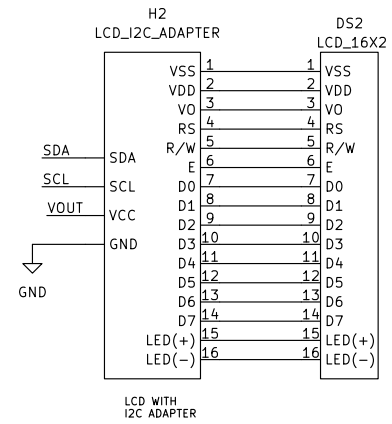 H2
LCD_I2C_ADAPTER
DS2
LCD_16X2
VSS 1 1 VSS
VDD 2 2 VDD
VO 3 3 VO
RS 4 4 RS
R/W 5 5 R/W
SDA SDA
E 6 6 E
SCL SCL
D0 7 7 D0
D1 8 8 D1
VOUT VCC
D2 9 9 D2
GND
D3 10 10 D3
D4 11 11 D4
GND
D5 12 12 D5
D6 13 13 D6
D7 14 14 D7
LED(+) 15 15 LED(+)
LED(-) 16 16 LED(-)
LCD WITH
I2C ADAPTER